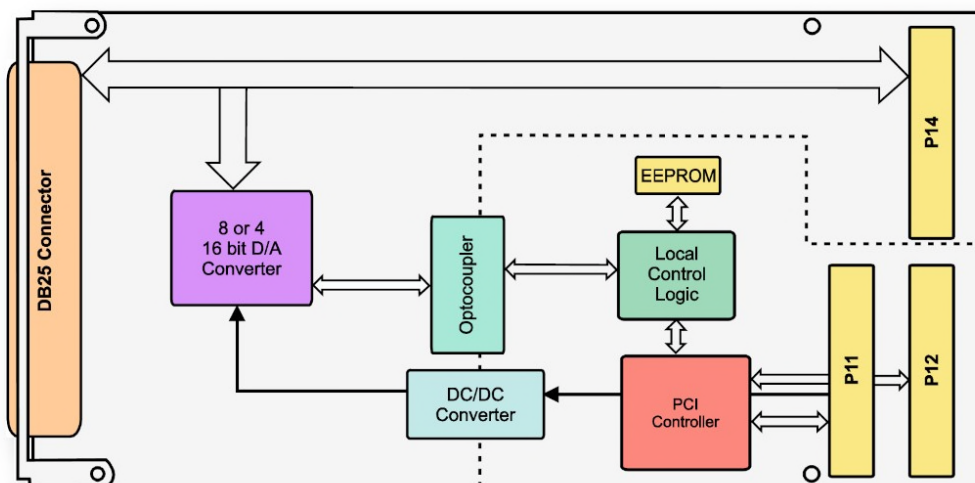 DB25 Connector
P14
EEPROM
8 or 4
16 bit D/A
Converter
Optocoupler
Local
Control
Logic
P11
P12
DC/DC
Converter
PCI
Controller